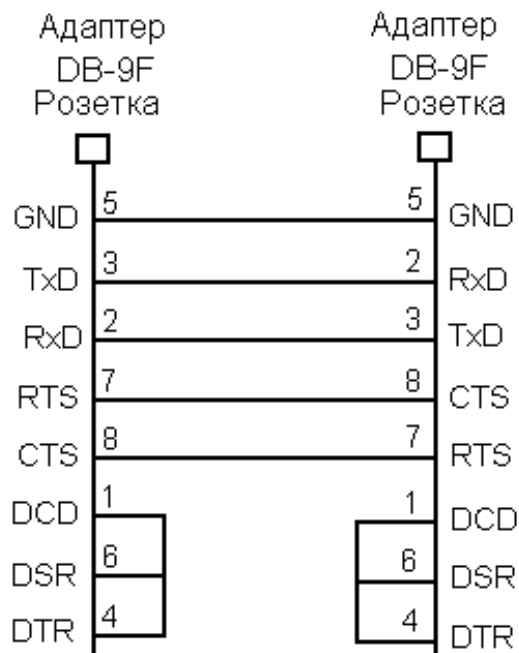 Адаптер
DB-9F
Розетка
Адаптер
DB-9F
Розетка
GND 5 5 GND
TxD 3 2 RxD
RxD 2 3 TxD
RTS 7 8 CTS
CTS 8 7 RTS
DCD 1 1 DCD
DSR 6 6 DSR
DTR 4 4 DTR